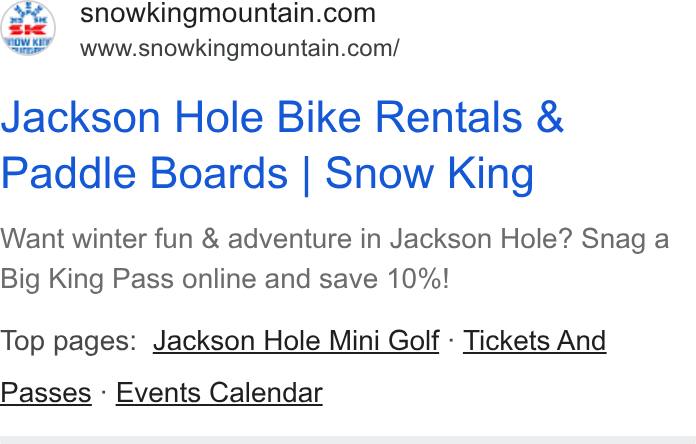 snowkingmountain.com
www.snowkingmountain.com/
Jackson Hole Bike Rentals &
Paddle Boards | Snow King
Want winter fun & adventure in Jackson Hole? Snag a
Big King Pass online and save 10%!
Top pages: Jackson Hole Mini Golf · Tickets And
Passes · Events Calendar